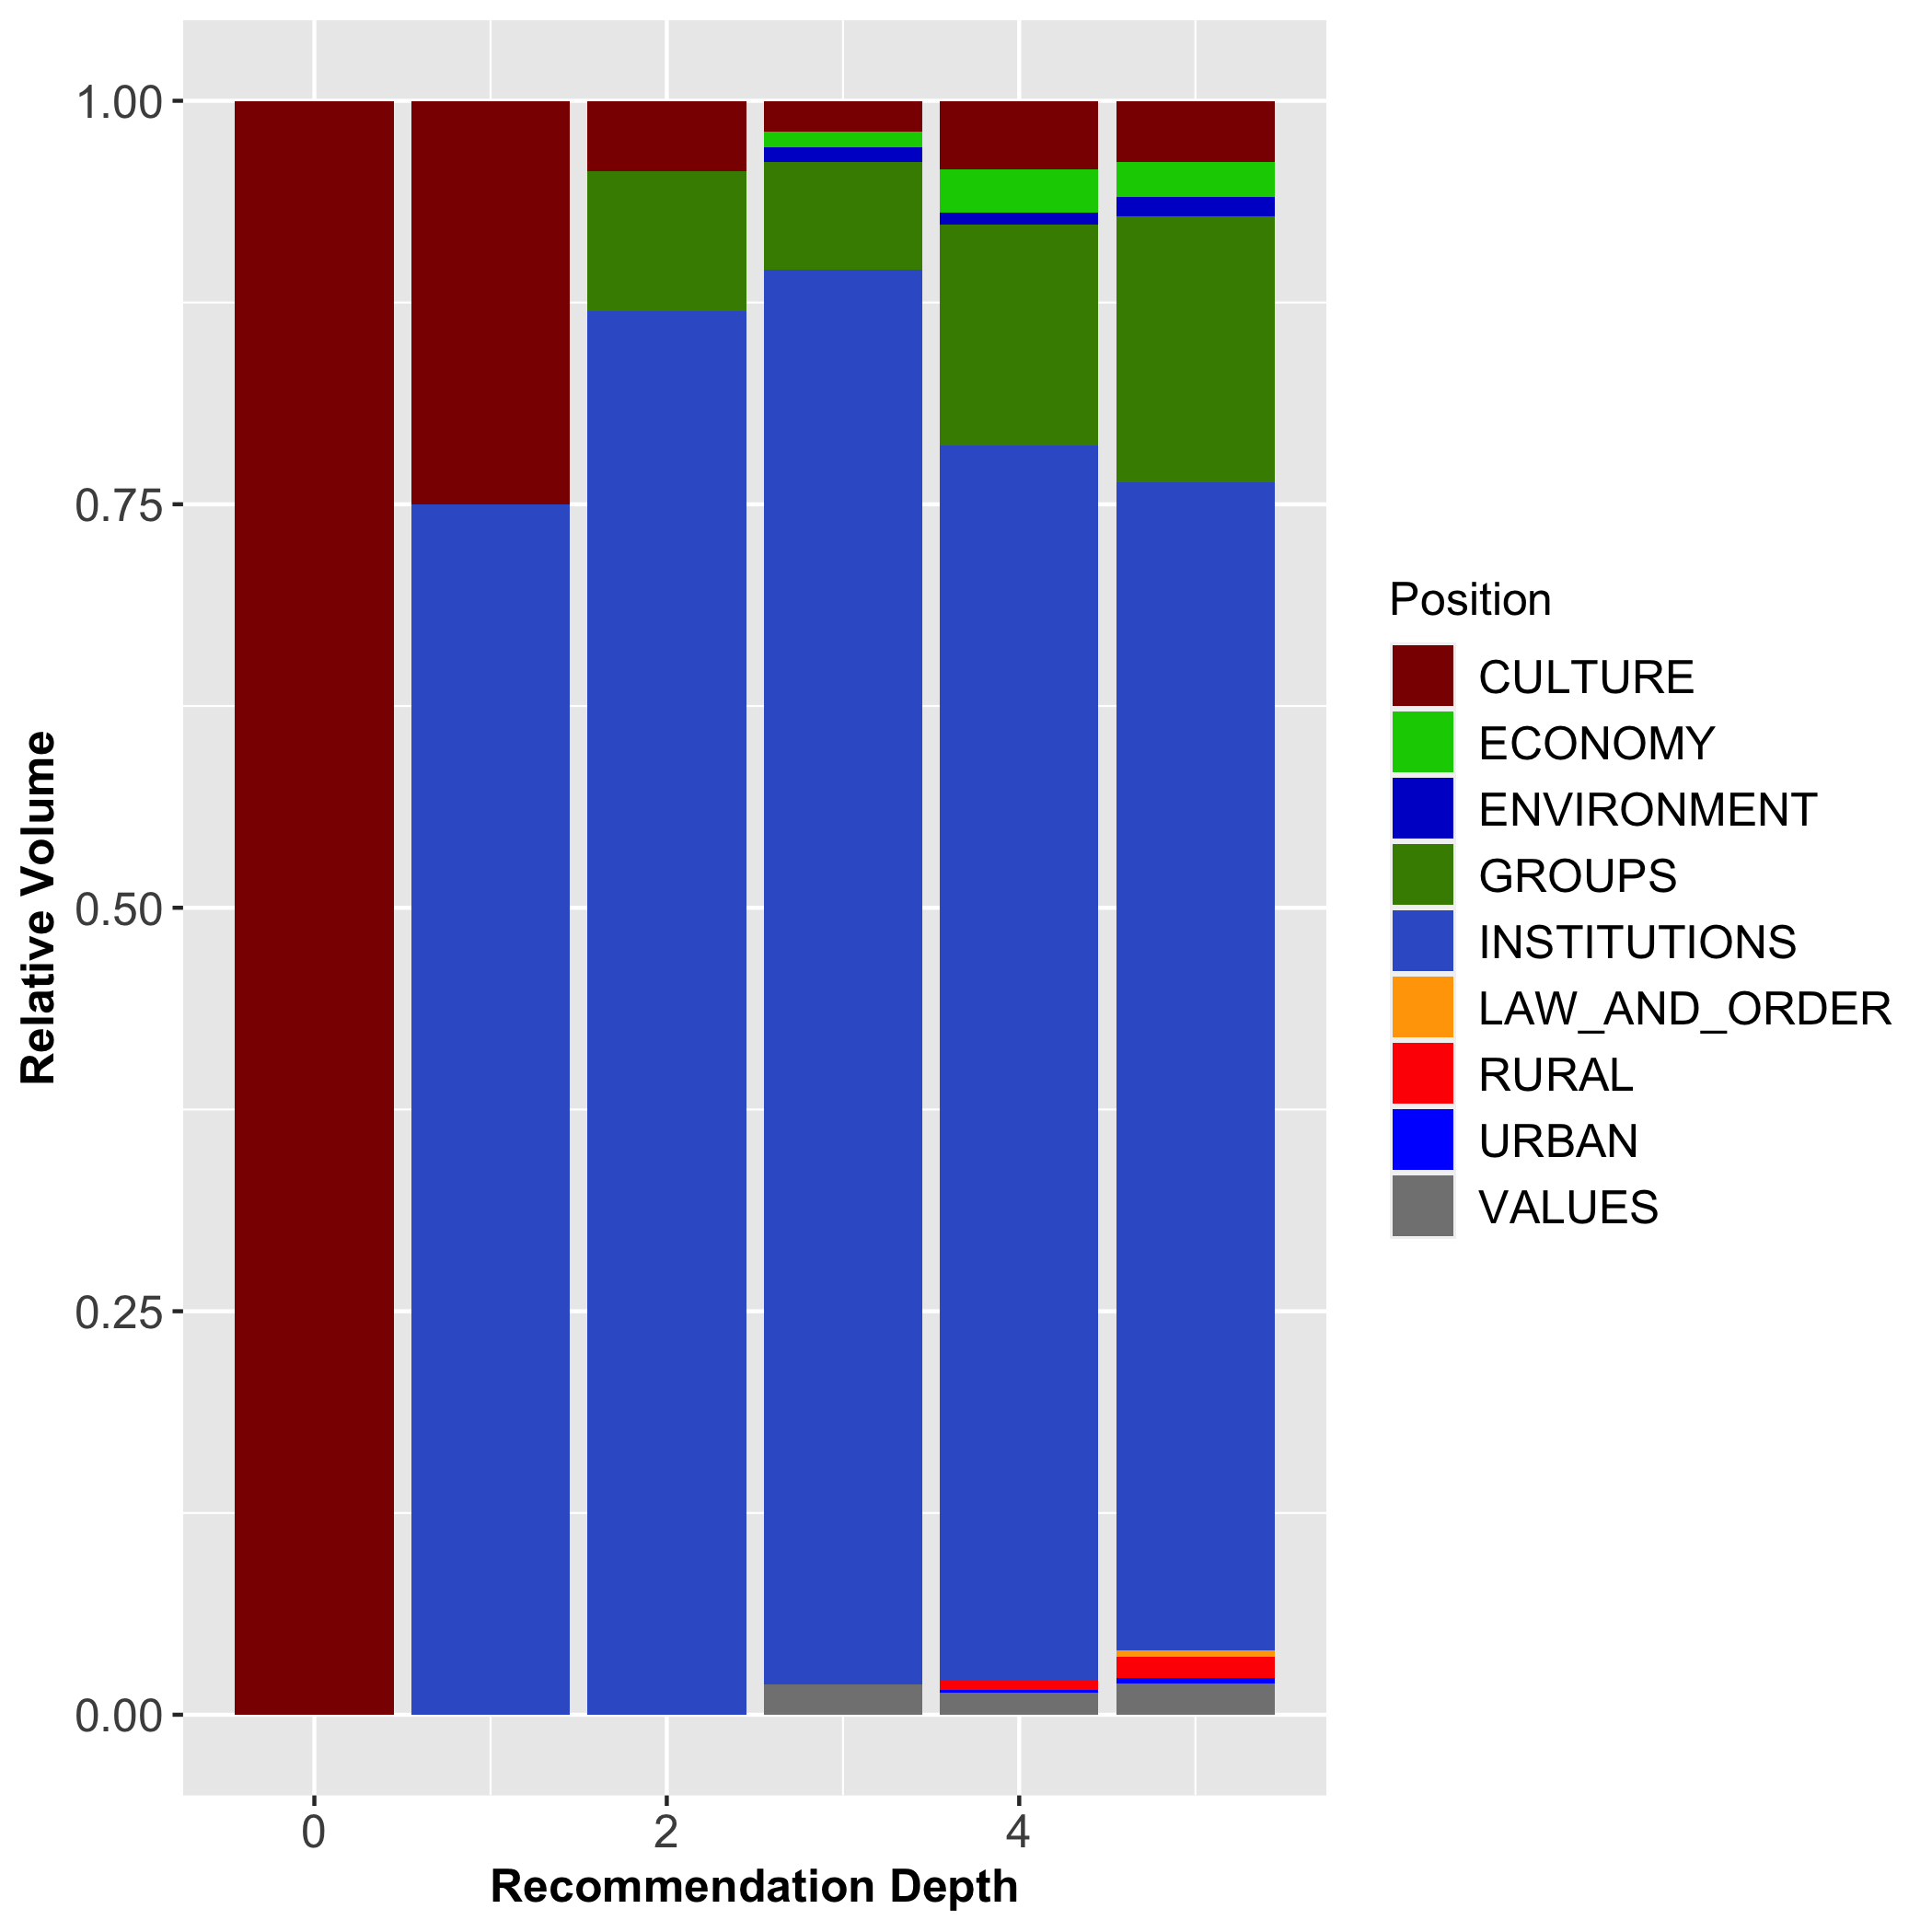 1.00
0.75
0.50
0.25
0.00
Relative Volume
0
2
4
Recommendation Depth
Position
CULTURE
ECONOMY
ENVIRONMENT
GROUPS
INSTITUTIONS
LAW_AND_ORDER
RURAL
URBAN
VALUES